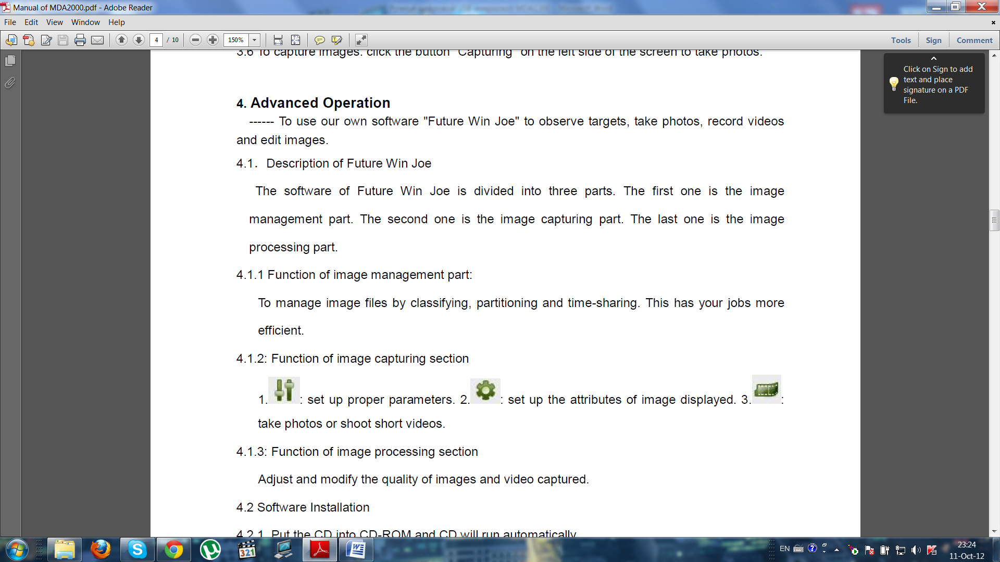 Manual of MDA2000.pdf - Adobe Reader
File Edit View Window Help
4 / 10 150% Tools Sign Comment
3.6 To capture images: click the button "Capturing" on the left side of the screen to take photos.
Click on Sign to add
text and place
signature on a PDF
File.
4. Advanced Operation
------ To use our own software "Future Win Joe" to observe targets, take photos, record videos
and edit images.
4.1. Description of Future Win Joe
The software of Future Win Joe is divided into three parts. The first one is the image
management part. The second one is the image capturing part. The last one is the image
processing part.
4.1.1 Function of image management part:
To manage image files by classifying, partitioning and time-sharing. This has your jobs more
efficient.
4.1.2: Function of image capturing section
1. : set up proper parameters. 2. : set up the attributes of image displayed. 3. :
take photos or shoot short videos.
4.1.3: Function of image processing section
Adjust and modify the quality of images and video captured.
4.2 Software Installation
4.2.1 Put the CD into CD-ROM and CD will run automatically
321
EN
23:24
11-Oct-12